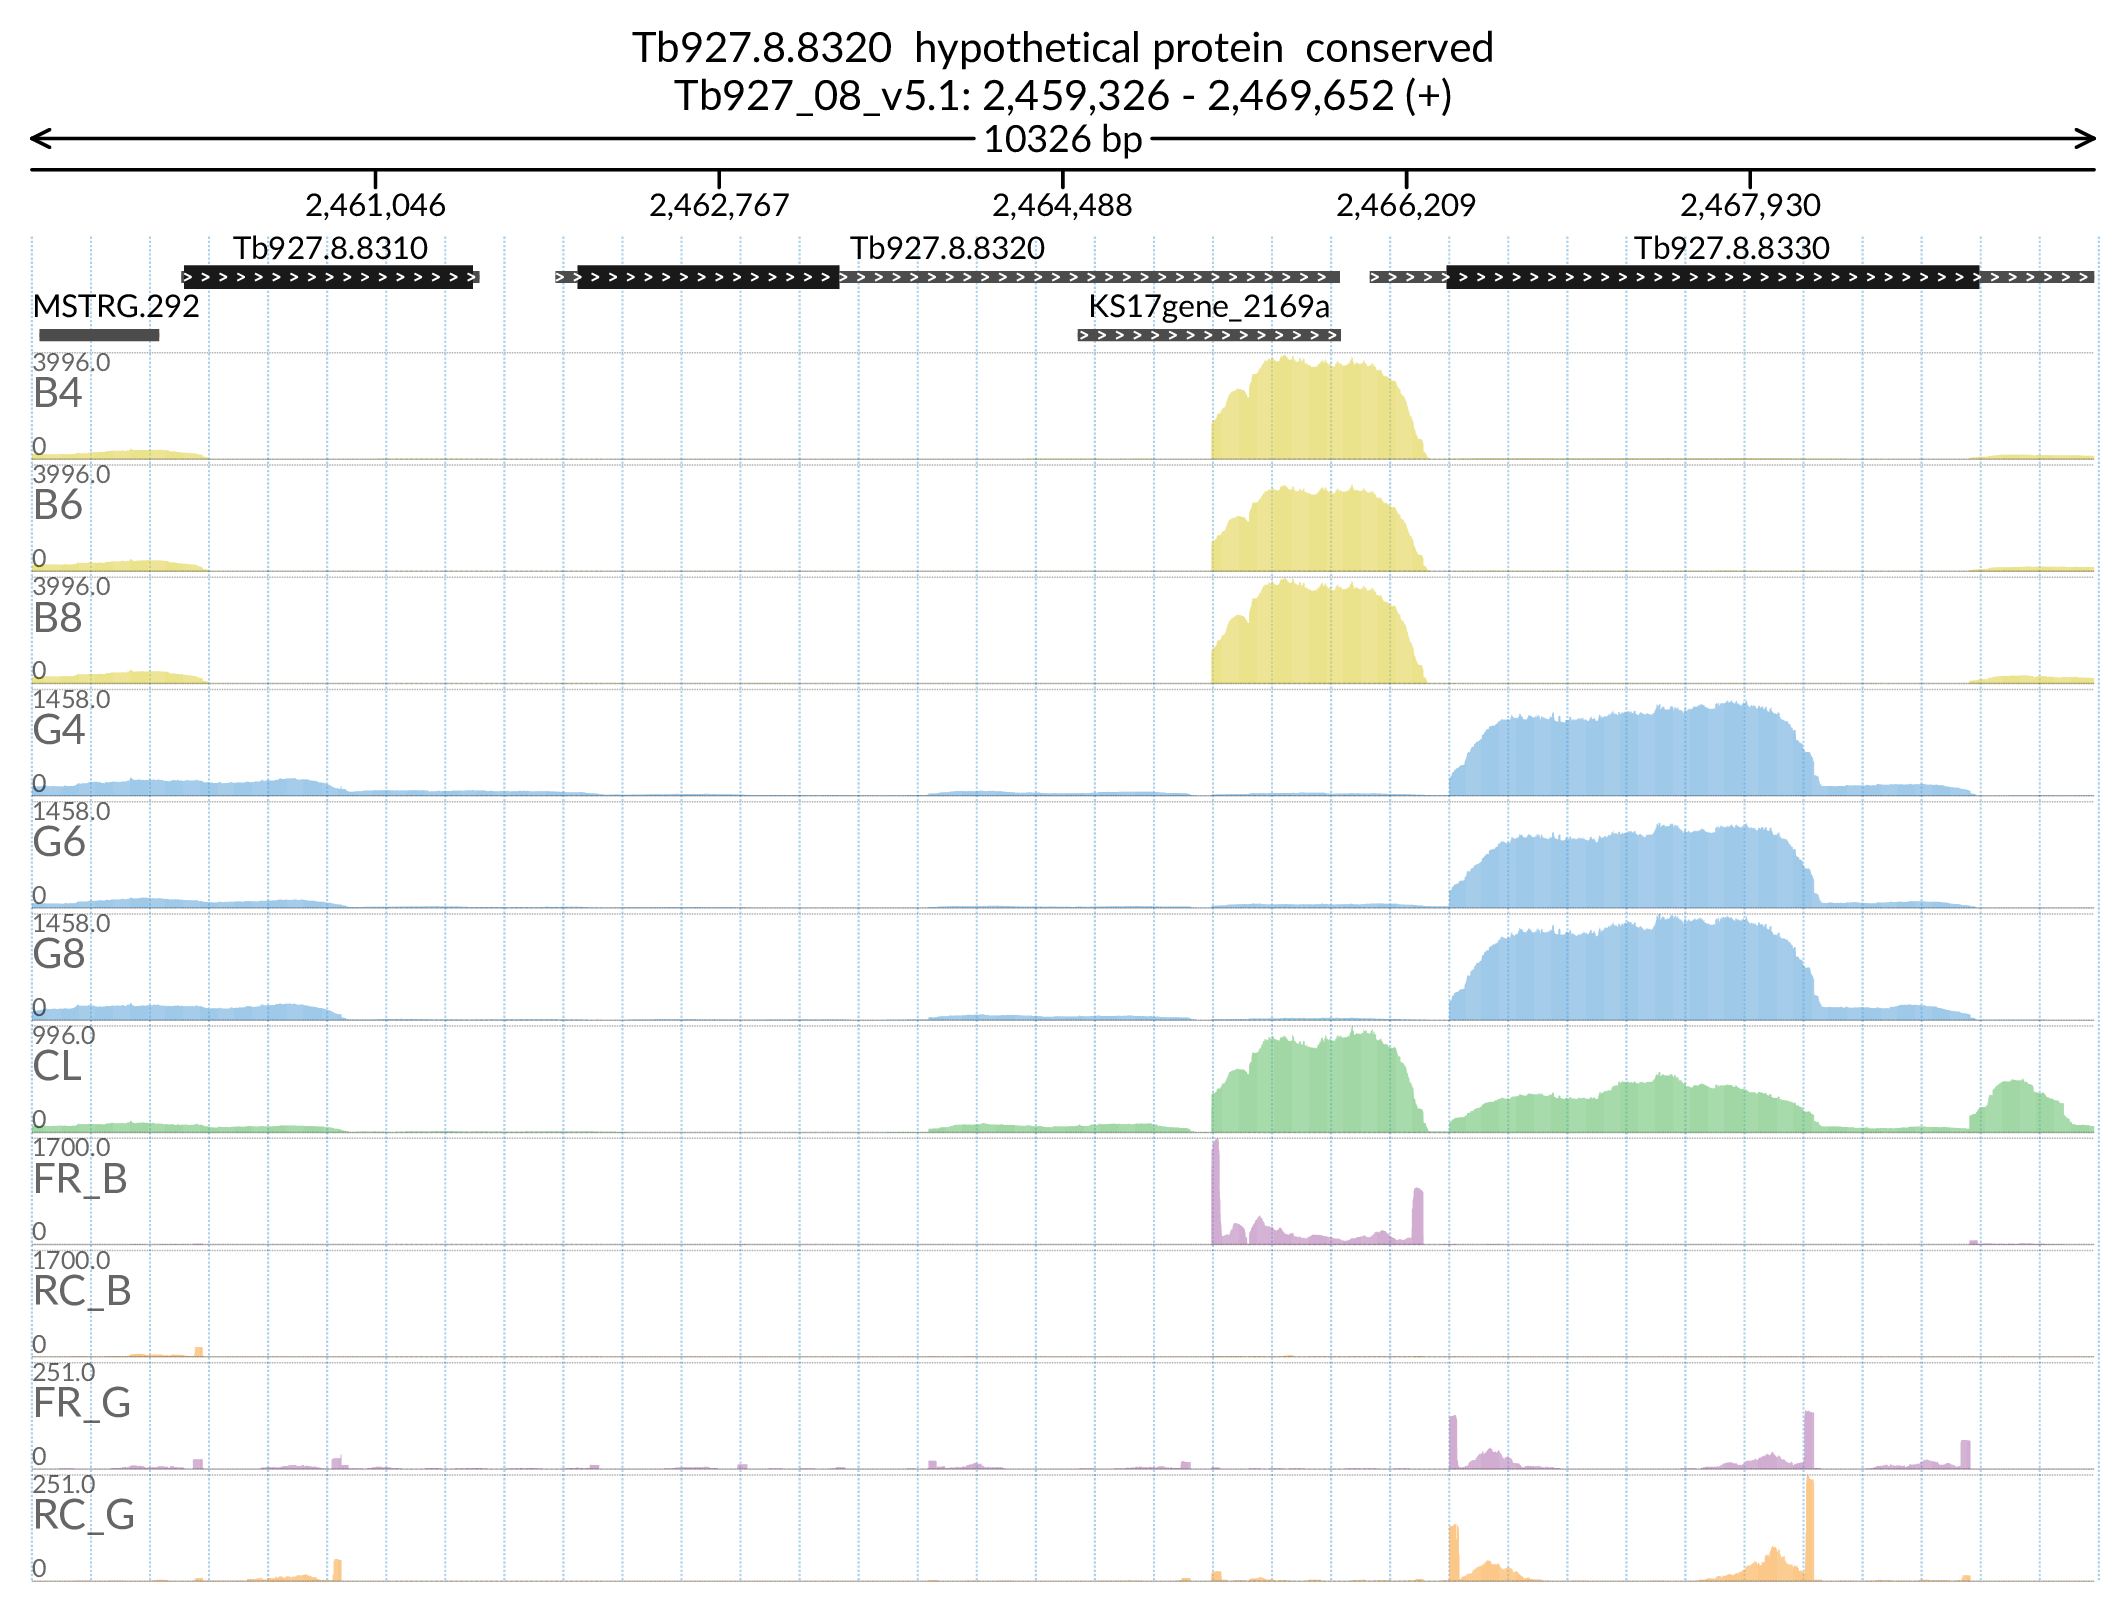 Tb927.8.8320 hypothetical protein conserved
Tb927_08_v5.1: 2,459,326 - 2,469,652 (+)
10326 bp
2,461,046 2,462,767 2,464,488 2,466,209 2,467,930
Tb927.8.8310 Tb927.8.8320 Tb927.8.8330
MSTRG.292 KS17gene_2169a
3996.0
B4
0
3996.0
B6
0
3996.0
B8
0
1458.0
G4
0
1458.0
G6
0
1458.0
G8
0
996.0
CL
0
1700.0
FR_B
0
1700.0
RC_B
0
251.0
FR_G
0
251.0
RC_G
0